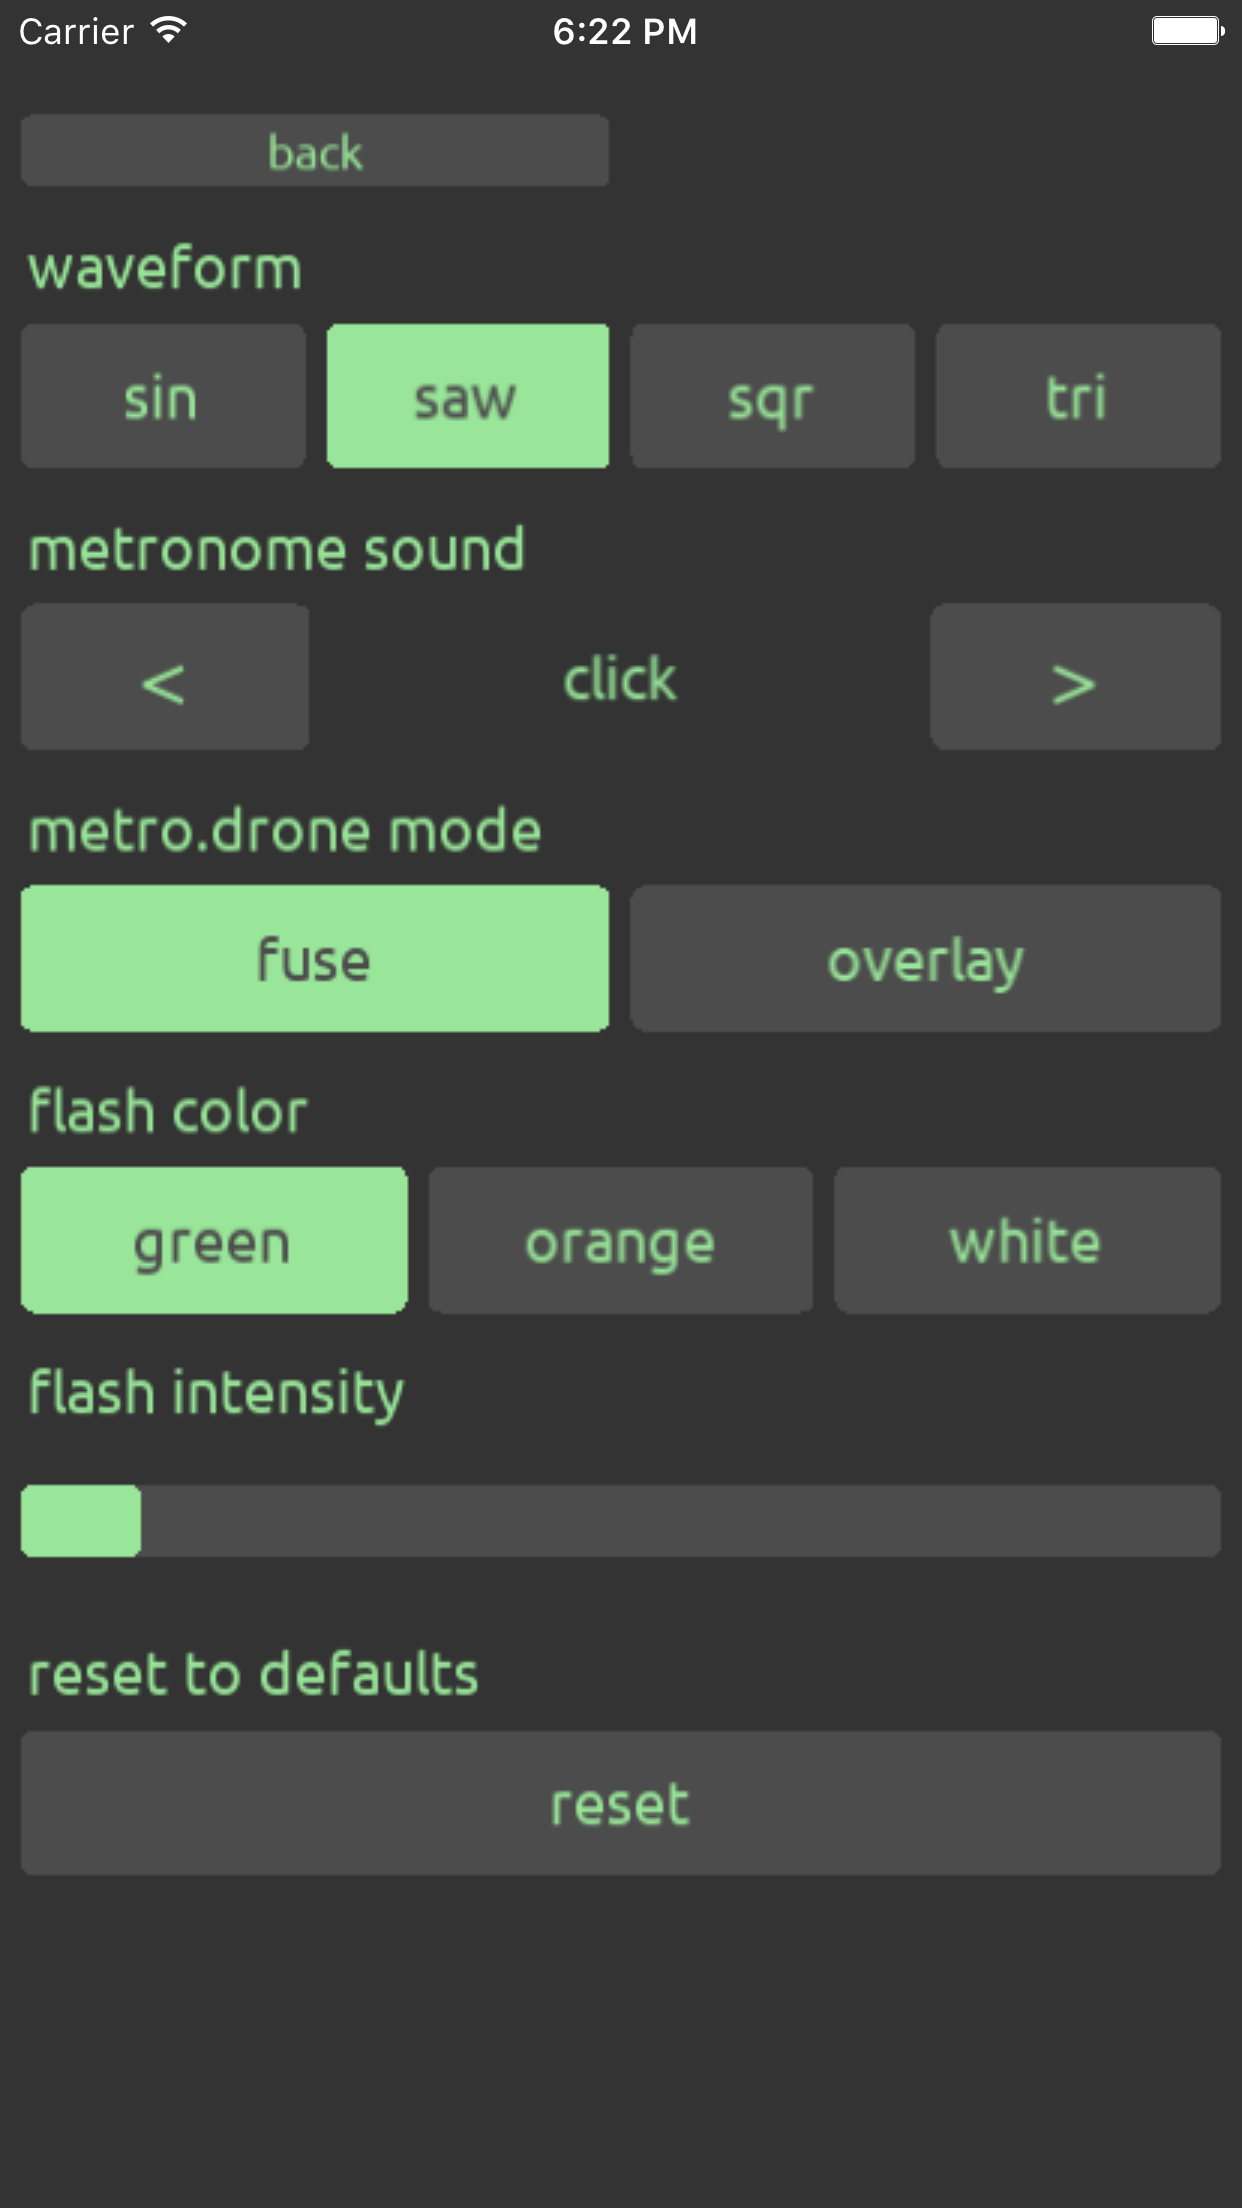 Carrier 6:22 PM
back
waveform
sin saw sqr tri
metronome sound
< click >
metro.drone mode
fuse overlay
flash color
green orange white
flash intensity
reset to defaults
reset